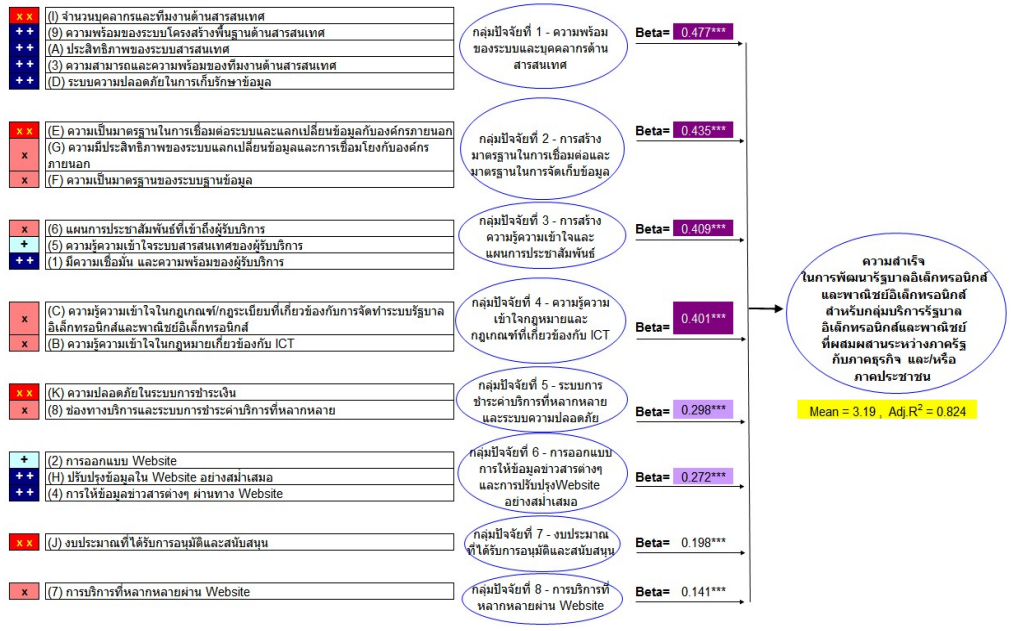 x x (I) จำนวนบุคลากรและทีมงานด้านสารสนเทศ
+ + (9) ความพร้อมของระบบโครงสร้างพื้นฐานด้านสารสนเทศ
+ + (A) ประสิทธิภาพของระบบสารสนเทศ
+ + (3) ความสามารถและความพร้อมของทีมงานด้านสารสนเทศ
+ + (D) ระบบความปลอดภัยในการเก็บรักษาข้อมูล
กลุ่มปัจจัยที่ 1 - ความพร้อม
ของระบบและบุคคลากรด้าน
สารสนเทศ
Beta= 0.477***
x x (E) ความเป็นมาตรฐานในการเชื่อมต่อระบบและแลกเปลี่ยนข้อมูลกับองค์กรภายนอก
x (G) ความมีประสิทธิภาพของระบบแลกเปลี่ยนข้อมูลและการเชื่อมโยงกับองค์กร
ภายนอก
x (F) ความเป็นมาตรฐานของระบบฐานข้อมูล
กลุ่มปัจจัยที่ 2 - การสร้าง
มาตรฐานในการเชื่อมต่อและ
มาตรฐานในการจัดเก็บข้อมูล
Beta= 0.435***
x (6) แผนการประชาสัมพันธ์ที่เข้าถึงผู้รับบริการ
+ (5) ความรู้ความเข้าใจระบบสารสนเทศของผู้รับบริการ
+ + (1) มีความเชื่อมั่น และความพร้อมของผู้รับบริการ
กลุ่มปัจจัยที่ 3 - การสร้าง
ความรู้ความเข้าใจและ
แผนการประชาสัมพันธ์
Beta= 0.409***
x (C) ความรู้ความเข้าใจในกฎเกณฑ์/กฎระเบียบที่เกี่ยวข้องกับการจัดทำระบบรัฐบาล
อิเล็กทรอนิกส์และพาณิชย์อิเล็กทรอนิกส์
x (B) ความรู้ความเข้าใจในกฎหมายเกี่ยวข้องกับ ICT
กลุ่มปัจจัยที่ 4 - ความรู้ความ
เข้าใจกฎหมายและ
กฎเกณฑ์ที่เกี่ยวข้องกับ ICT
Beta= 0.401***
x x (K) ความปลอดภัยในระบบการชำระเงิน
x (8) ช่องทางบริการและระบบการชำระค่าบริการที่หลากหลาย
กลุ่มปัจจัยที่ 5 - ระบบการ
ชำระค่าบริการที่หลากหลาย
และระบบความปลอดภัย
Beta= 0.298***
+ (2) การออกแบบ Website
+ + (H) ปรับปรุงข้อมูลใน Website อย่างสม่ำเสมอ
+ + (4) การให้ข้อมูลข่าวสารต่างๆ ผ่านทาง Website
กลุ่มปัจจัยที่ 6 - การออกแบบ
การให้ข้อมูลข่าวสารต่างๆ
และการปรับปรุงWebsite
อย่างสม่ำเสมอ
Beta= 0.272***
x x (J) งบประมาณที่ได้รับการอนุมัติและสนับสนุน
กลุ่มปัจจัยที่ 7 - งบประมาณ
ที่ได้รับการอนุมัติและสนับสนุน
Beta= 0.198***
x (7) การบริการที่หลากหลายผ่าน Website
กลุ่มปัจจัยที่ 8 - การบริการที่
หลากหลายผ่าน Website
Beta= 0.141***
ความสำเร็จ
ในการพัฒนารัฐบาลอิเล็กทรอนิกส์
และพาณิชย์อิเล็กทรอนิกส์
สำหรับกลุ่มบริการรัฐบาล
อิเล็กทรอนิกส์และพาณิชย์
ที่ผสมผสานระหว่างภาครัฐ
กับภาคธุรกิจ และ/หรือ
ภาคประชาชน
Mean = 3.19 , Adj.R² = 0.824